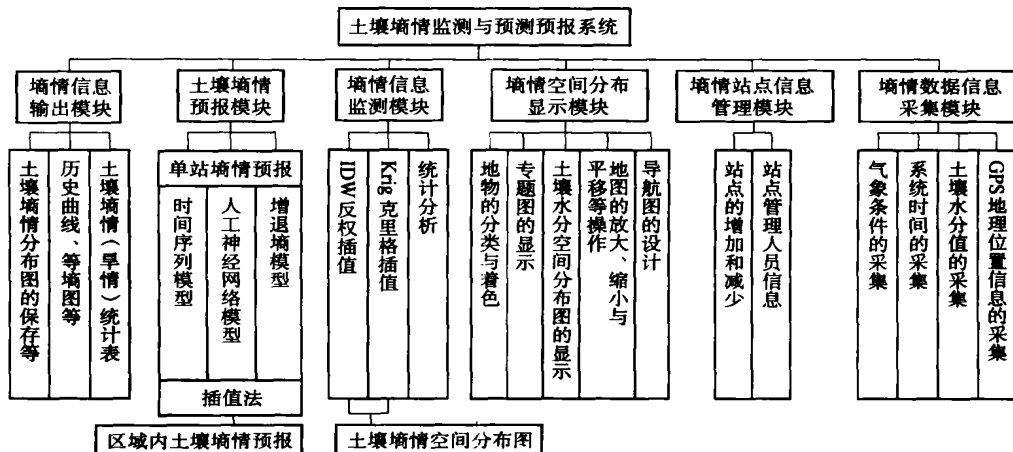 土壤墒情监测与预测预报系统
墒情信息
输出模块
土壤墒情
预报模块
墒情信息
监测模块
墒情空间分布
显示模块
墒情站点信息
管理模块
墒情数据信息
采集模块
土壤墒情分布图的保存等
历史曲线、等墒图等
土壤墒情(旱情)统计表
单站墒情预报
时间序列模型
人工神经网络模型
增退墒模型
插值法
区域内土壤墒情预报
IDW反权插值
Krig克里格插值
统计分析
土壤墒情空间分布图
地物的分类与着色
专题图的显示
土壤水分空间分布图的显示
地图的放大、缩小与
平移等操作
导航图的设计
站点的增加和减少
站点管理人员信息
气象条件的采集
系统时间的采集
土壤水分值的采集
GPS地理位置信息的采集